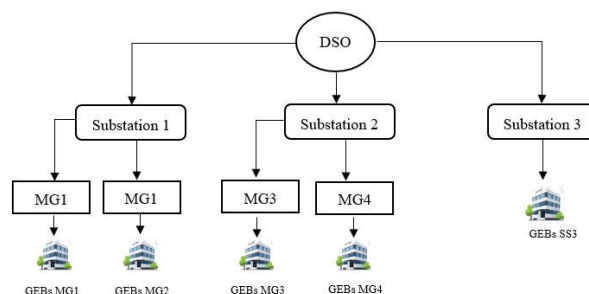 DSO
Substation 1
Substation 2
Substation 3
MG1
MG1
MG3
MG4
GEBs SS3
GEBs MG1
GEBs MG2
GEBs MG3
GEBs MG4